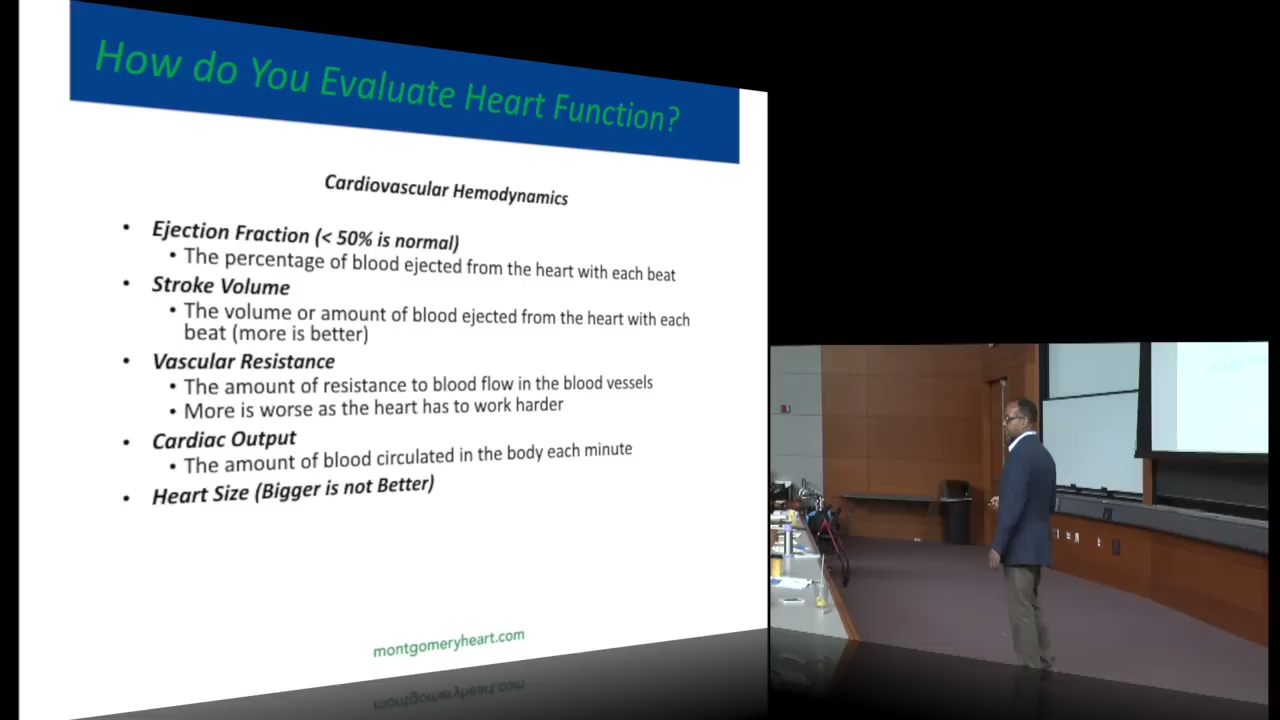 How do You Evaluate Heart Function?
Cardiovascular Hemodynamics
• Ejection Fraction (< 50% is normal)
• The percentage of blood ejected from the heart with each beat
• Stroke Volume
• The volume or amount of blood ejected from the heart with each
beat (more is better)
• Vascular Resistance
• The amount of resistance to blood flow in the blood vessels
• More is worse as the heart has to work harder
• Cardiac Output
• The amount of blood circulated in the body each minute
• Heart Size (Bigger is not Better)
montgomeryheart.com